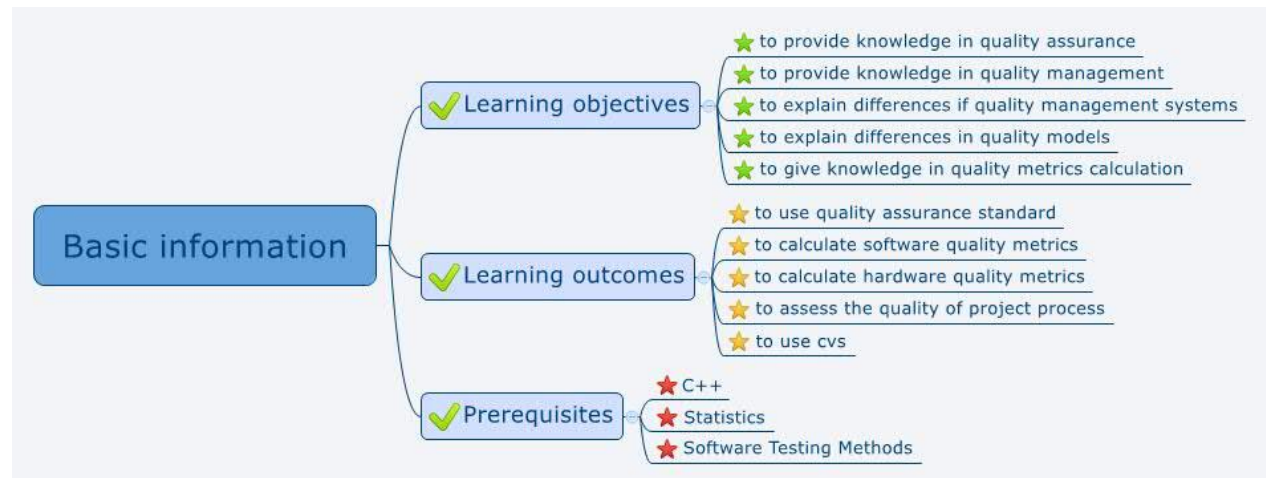 Basic information
Learning objectives
to provide knowledge in quality assurance
to provide knowledge in quality management
to explain differences if quality management systems
to explain differences in quality models
to give knowledge in quality metrics calculation
Learning outcomes
to use quality assurance standard
to calculate software quality metrics
to calculate hardware quality metrics
to assess the quality of project process
to use cvs
Prerequisites
C++
Statistics
Software Testing Methods